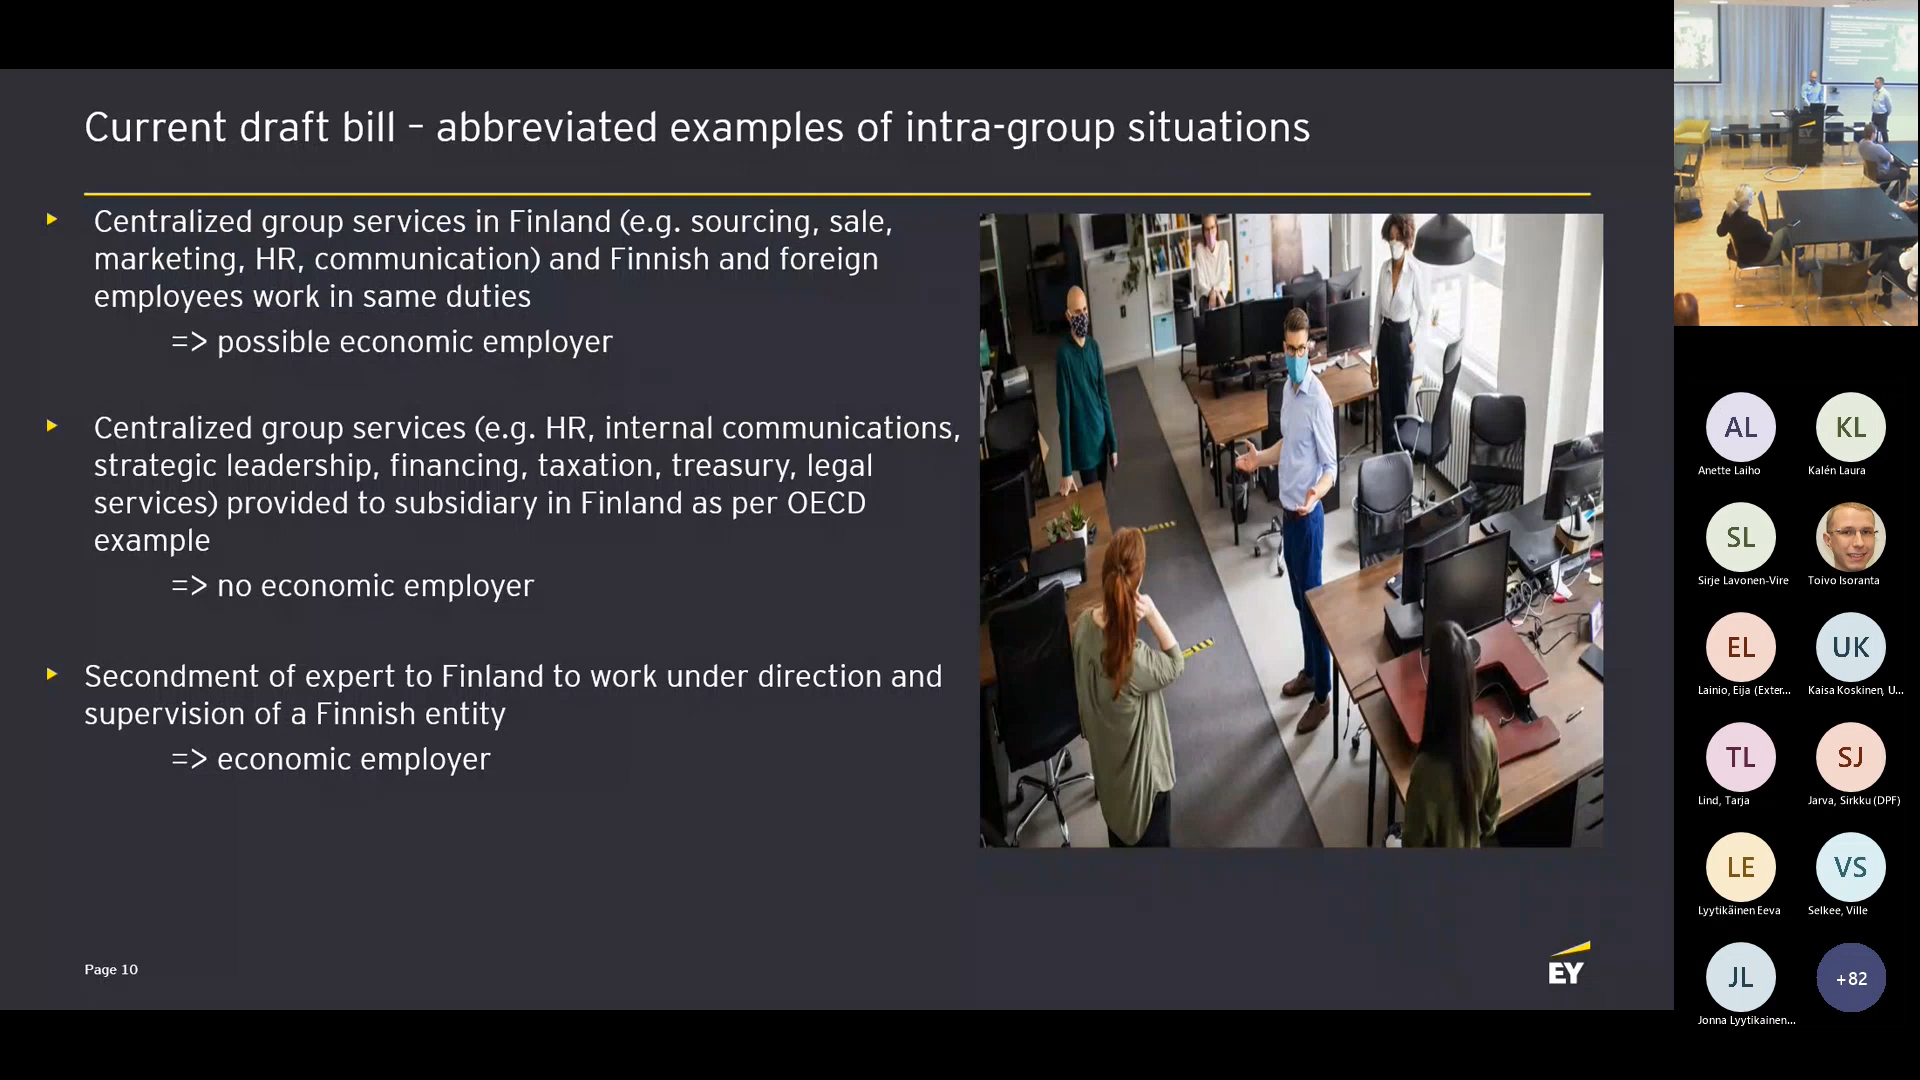 Current draft bill – abbreviated examples of intra-group situations
Centralized group services in Finland (e.g. sourcing, sale,
marketing, HR, communication) and Finnish and foreign
employees work in same duties
=> possible economic employer
Centralized group services (e.g. HR, internal communications,
strategic leadership, financing, taxation, treasury, legal
services) provided to subsidiary in Finland as per OECD
example
=> no economic employer
Secondment of expert to Finland to work under direction and
supervision of a Finnish entity
=> economic employer
Page 10
EY
AL
KL
Anette Laiho
Kalén Laura
SL
Sirje Lavonen-Vire
Toivo Isoranta
EL
UK
Lainio, Eija (Exter...
Kaisa Koskinen, U...
TL
SJ
Lind, Tarja
Jarva, Sirkku (DPF)
LE
VS
Lyytikäinen Eeva
Selkee, Ville
JL
+82
Jonna Lyytikainen...